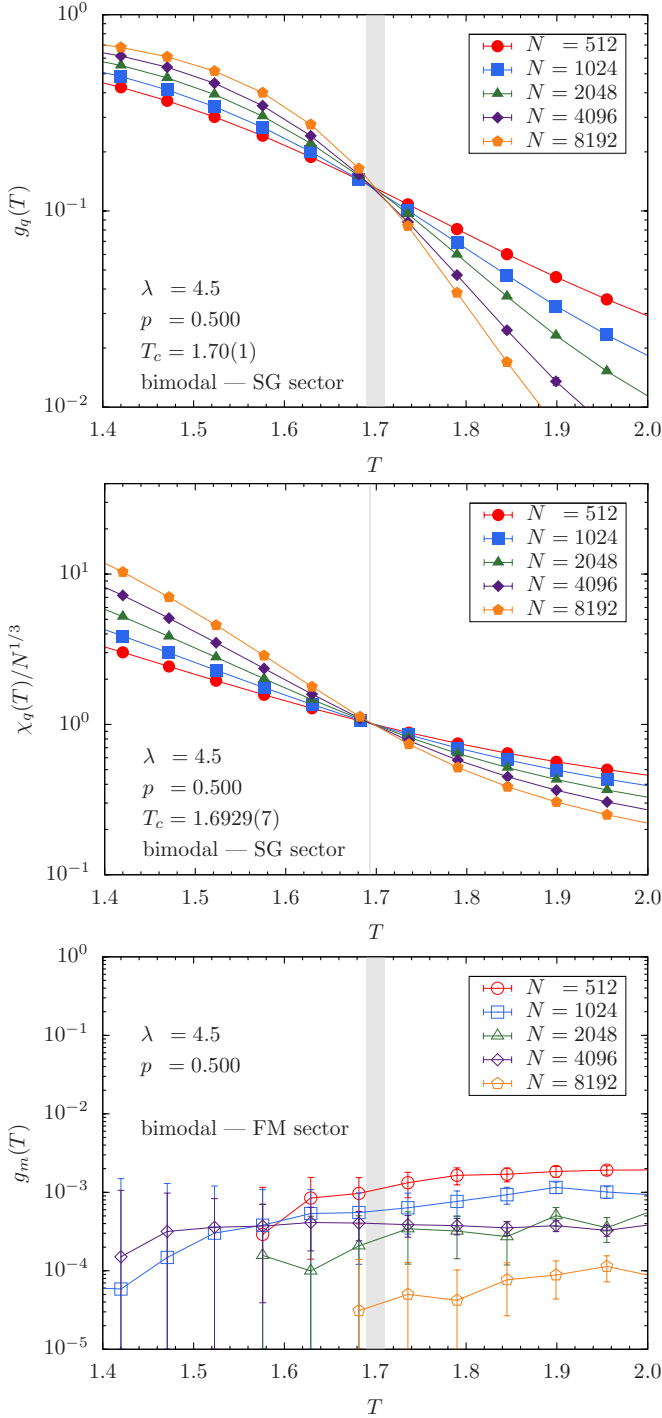 10^0
10^{-1}
10^{-2}
g_q(T)
N = 512
N = 1024
N = 2048
N = 4096
N = 8192
λ = 4.5
p = 0.500
T_c = 1.70(1)
bimodal — SG sector
1.4 1.5 1.6 1.7 1.8 1.9 2.0
T
10^1
10^0
10^{-1}
χ_q(T)/N^{1/3}
N = 512
N = 1024
N = 2048
N = 4096
N = 8192
λ = 4.5
p = 0.500
T_c = 1.6929(7)
bimodal — SG sector
1.4 1.5 1.6 1.7 1.8 1.9 2.0
T
10^0
10^{-1}
10^{-2}
10^{-3}
10^{-4}
10^{-5}
g_m(T)
N = 512
N = 1024
N = 2048
N = 4096
N = 8192
λ = 4.5
p = 0.500
bimodal — FM sector
1.4 1.5 1.6 1.7 1.8 1.9 2.0
T